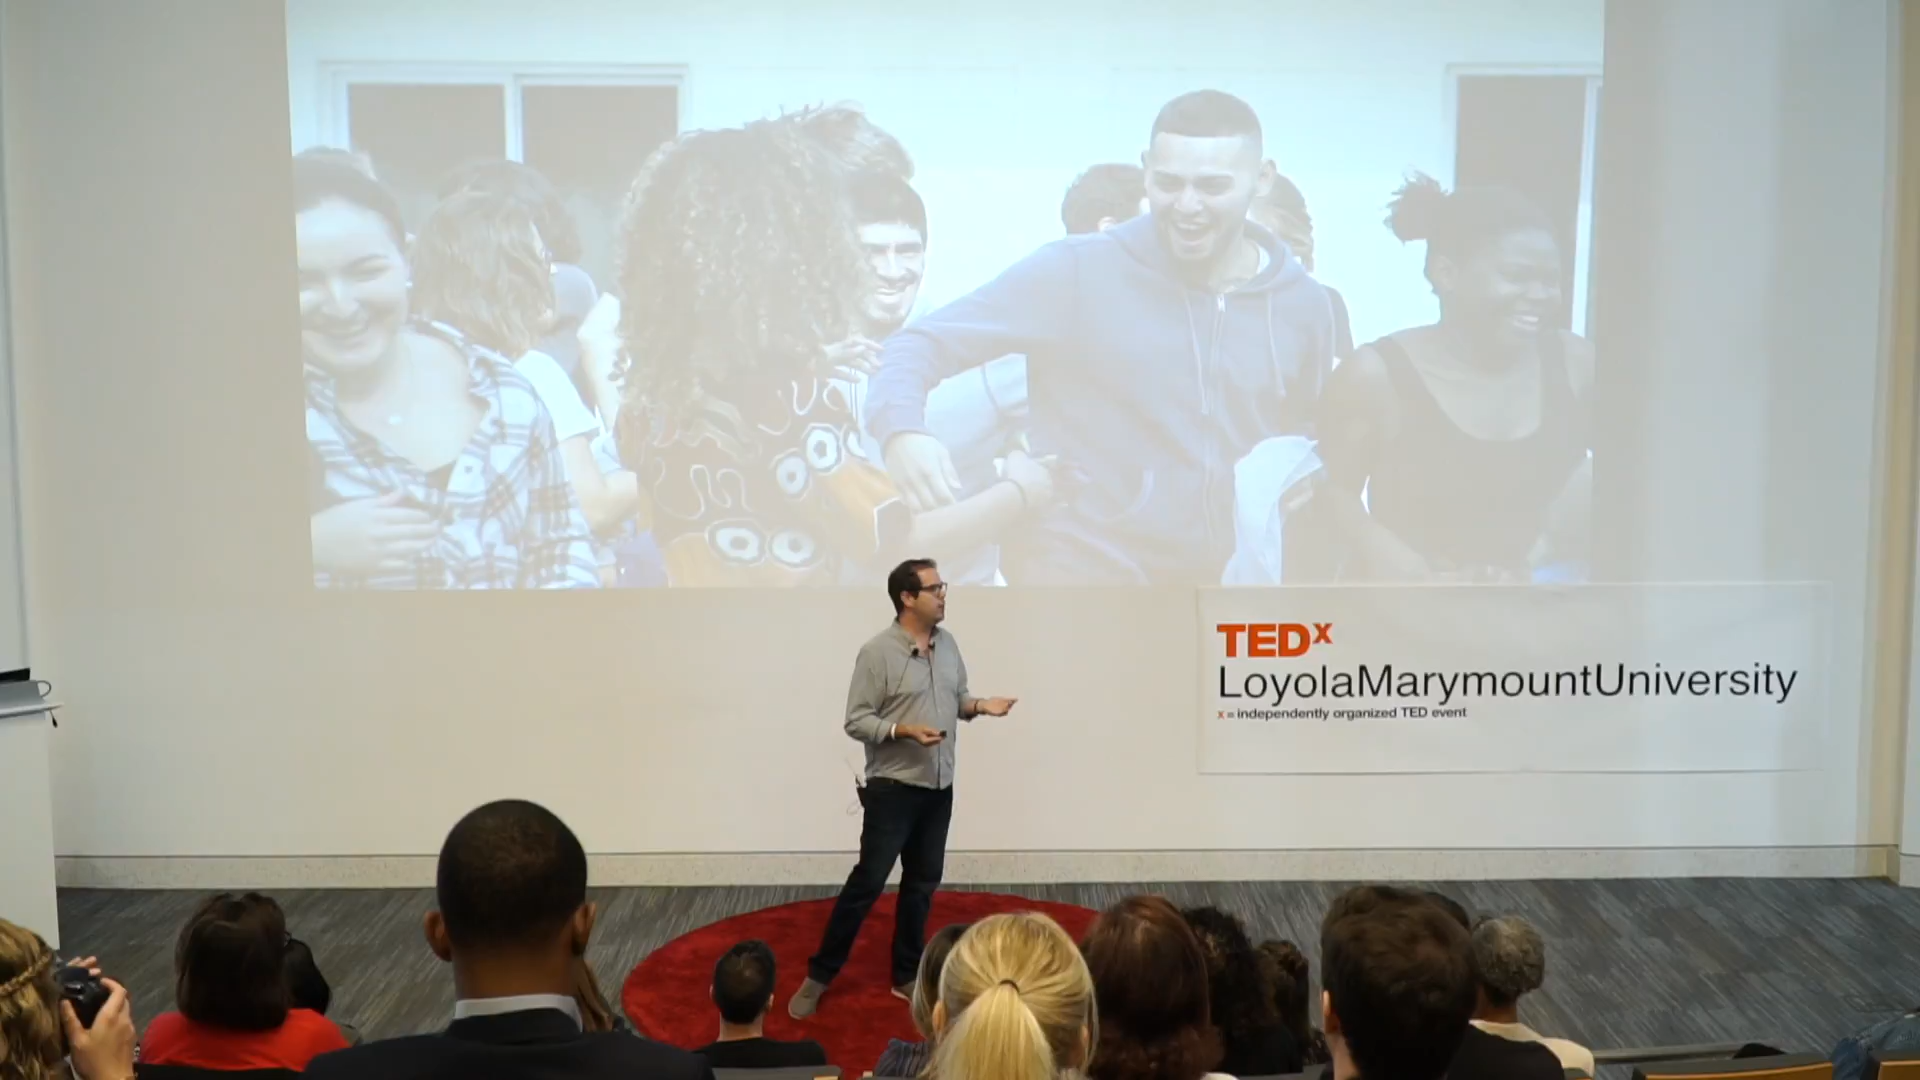 TEDx
LoyolaMarymountUniversity
x = independently organized TED event